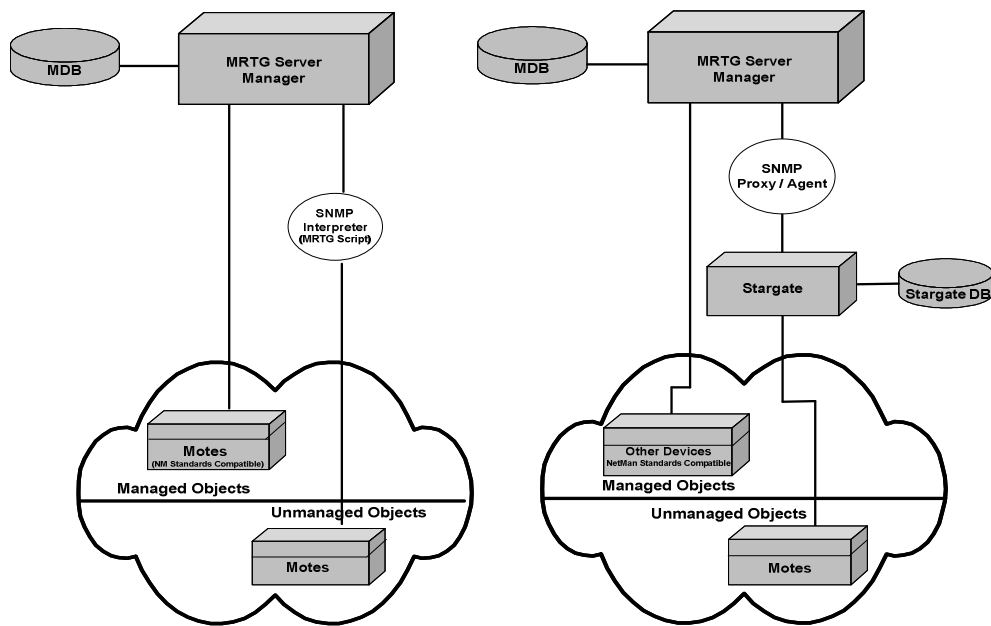 MDB
MRTG Server
Manager
SNMP
Interpreter
(MRTG Script)
Motes
(NM Standards Compatible)
Managed Objects
Unmanaged Objects
Motes
MDB
MRTG Server
Manager
SNMP
Proxy / Agent
Stargate
Stargate DB
Other Devices
NetMan Standards Compatible)
Managed Objects
Unmanaged Objects
Motes